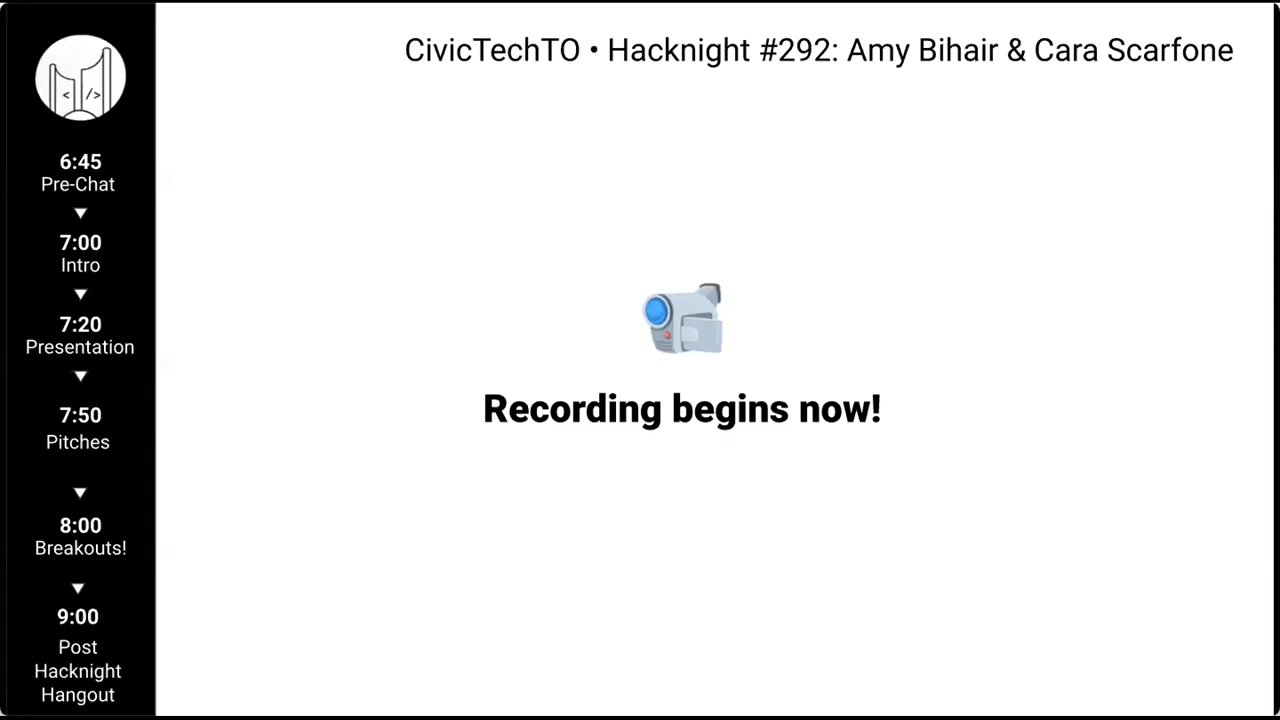 CivicTechTO • Hacknight #292: Amy Bihair & Cara Scarfone
< />
6:45
Pre-Chat
7:00
Intro
7:20
Presentation
7:50
Pitches
8:00
Breakouts!
9:00
Post
Hacknight
Hangout
Recording begins now!